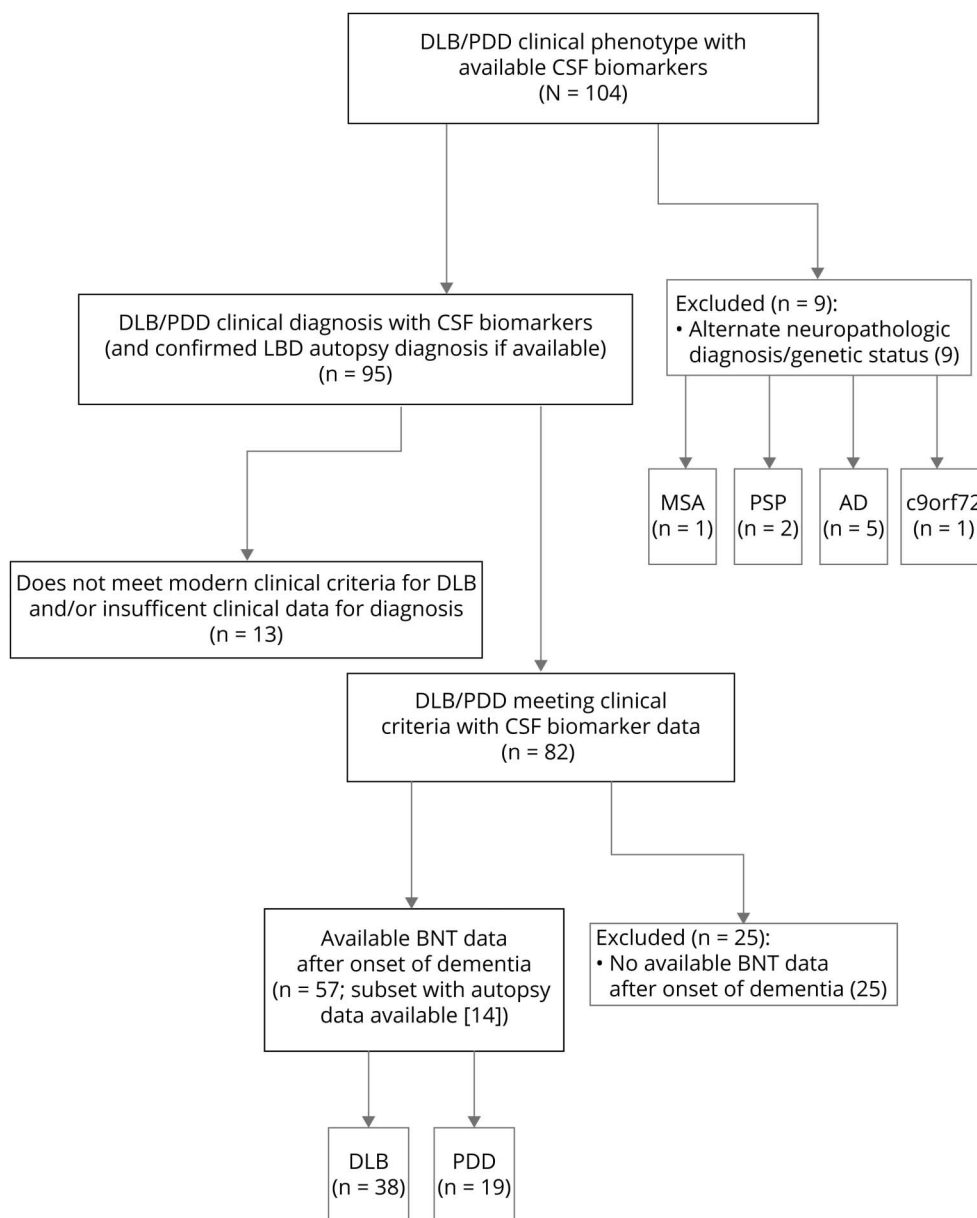 DLB/PDD clinical phenotype with
available CSF biomarkers
(N = 104)
DLB/PDD clinical diagnosis with CSF biomarkers
(and confirmed LBD autopsy diagnosis if available)
(n = 95)
Excluded (n = 9):
• Alternate neuropathologic
diagnosis/genetic status (9)
MSA
(n = 1)
PSP
(n = 2)
AD
(n = 5)
c9orf72
(n = 1)
Does not meet modern clinical criteria for DLB
and/or insufficent clinical data for diagnosis
(n = 13)
DLB/PDD meeting clinical
criteria with CSF biomarker data
(n = 82)
Available BNT data
after onset of dementia
(n = 57; subset with autopsy
data available [14])
Excluded (n = 25):
• No available BNT data
after onset of dementia (25)
DLB
(n = 38)
PDD
(n = 19)